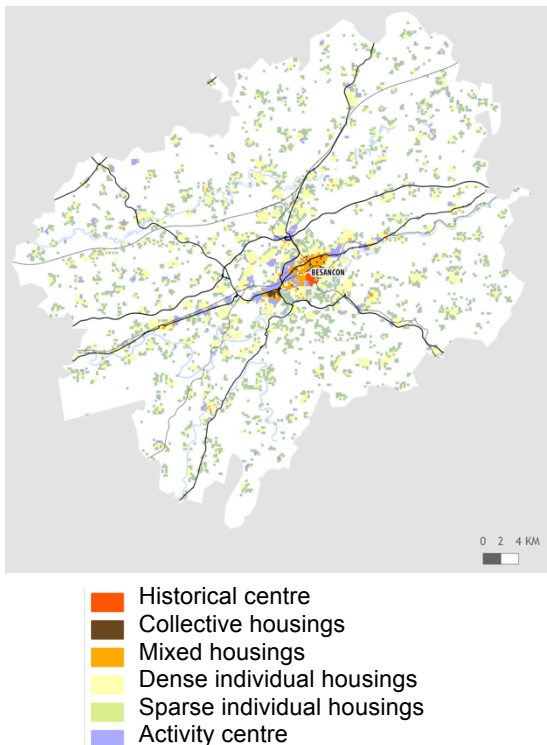 BESANCON
0 2 4 KM
Historical centre
Collective housings
Mixed housings
Dense individual housings
Sparse individual housings
Activity centre